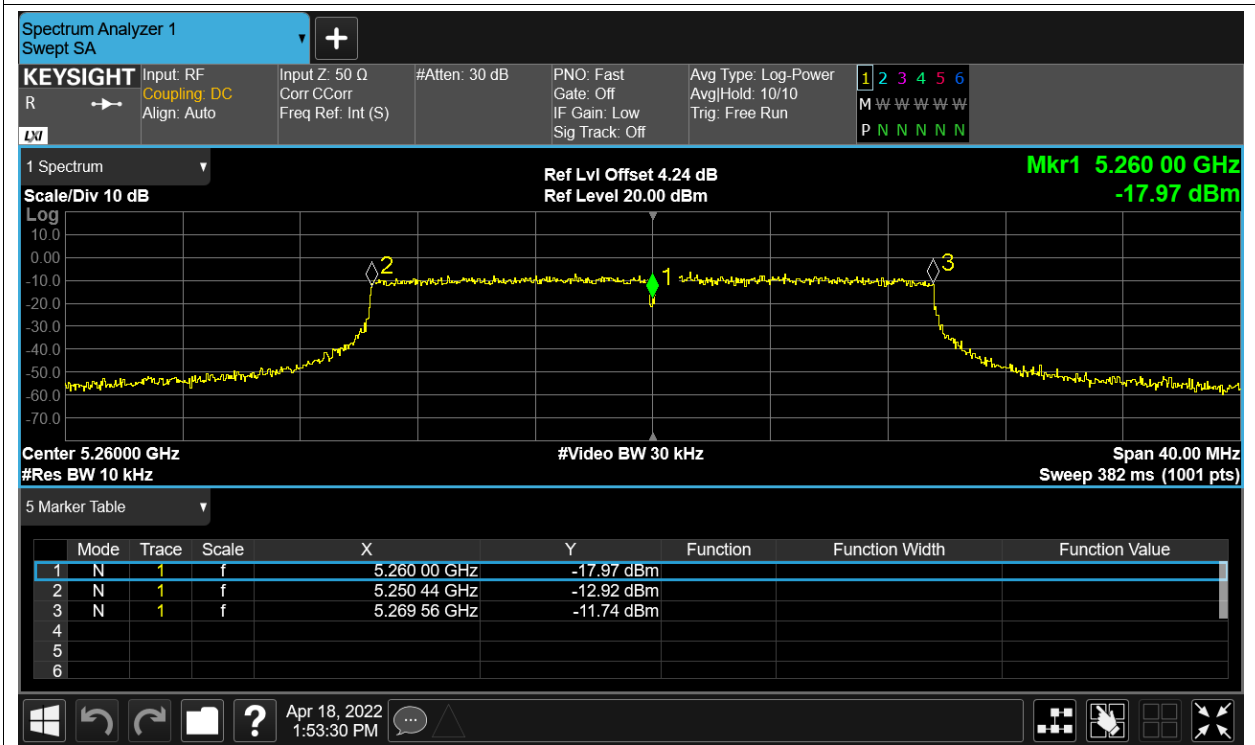 Spectrum Analyzer 1
Swept SA
+
KEYSIGHT Input: RF Input Z: 50 Ω #Atten: 30 dB PNO: Fast Avg Type: Log-Power 1 2 3 4 5 6
R Coupling: DC Corr CCorr Gate: Off Avg|Hold: 10/10 M W W W W W
Align: Auto Freq Ref: Int (S) IF Gain: Low Trig: Free Run
LXI Sig Track: Off P N N N N N
1 Spectrum Ref Lvl Offset 4.24 dB Mkr1 5.260 00 GHz
Scale/Div 10 dB Ref Level 20.00 dBm -17.97 dBm
Log
10.0
0.00
2 3
-10.0 1
-20.0
-30.0
-40.0
-50.0
-60.0
-70.0
Center 5.26000 GHz #Video BW 30 kHz Span 40.00 MHz
#Res BW 10 kHz Sweep 382 ms (1001 pts)
5 Marker Table
Mode Trace Scale X Y Function Function Width Function Value
1 N 1 f 5.260 00 GHz -17.97 dBm
2 N 1 f 5.250 44 GHz -12.92 dBm
3 N 1 f 5.269 56 GHz -11.74 dBm
4
5
6
? Apr 18, 2022
1:53:30 PM